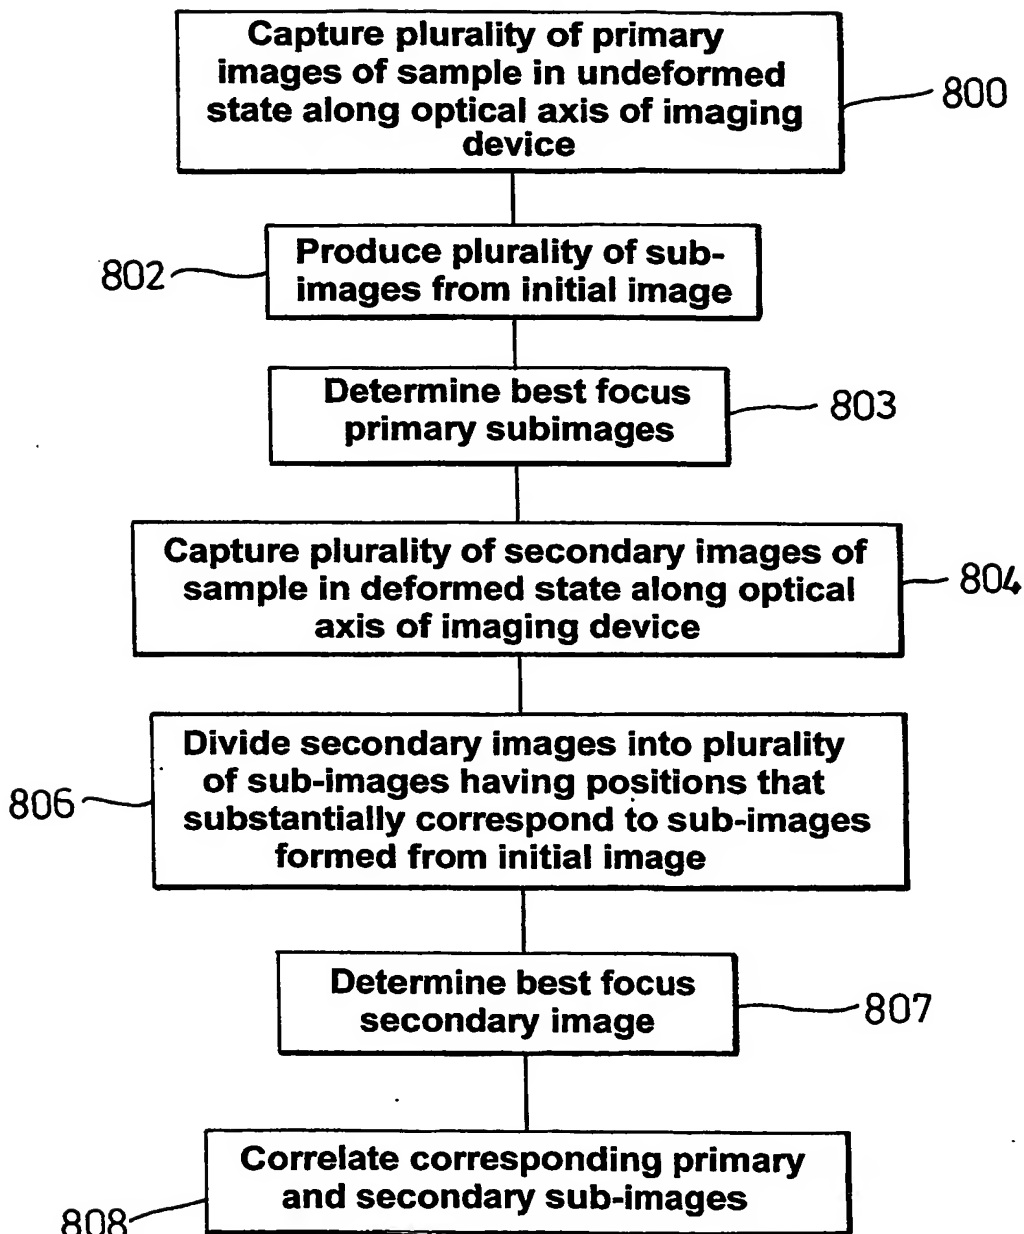 Capture plurality of primary
images of sample in undeformed
state along optical axis of imaging
device
800
Produce plurality of sub-
images from initial image
802
Determine best focus
primary subimages
803
Capture plurality of secondary images of
sample in deformed state along optical
axis of imaging device
804
Divide secondary images into plurality
of sub-images having positions that
substantially correspond to sub-images
formed from initial image
806
Determine best focus
secondary image
807
Correlate corresponding primary
and secondary sub-images
808